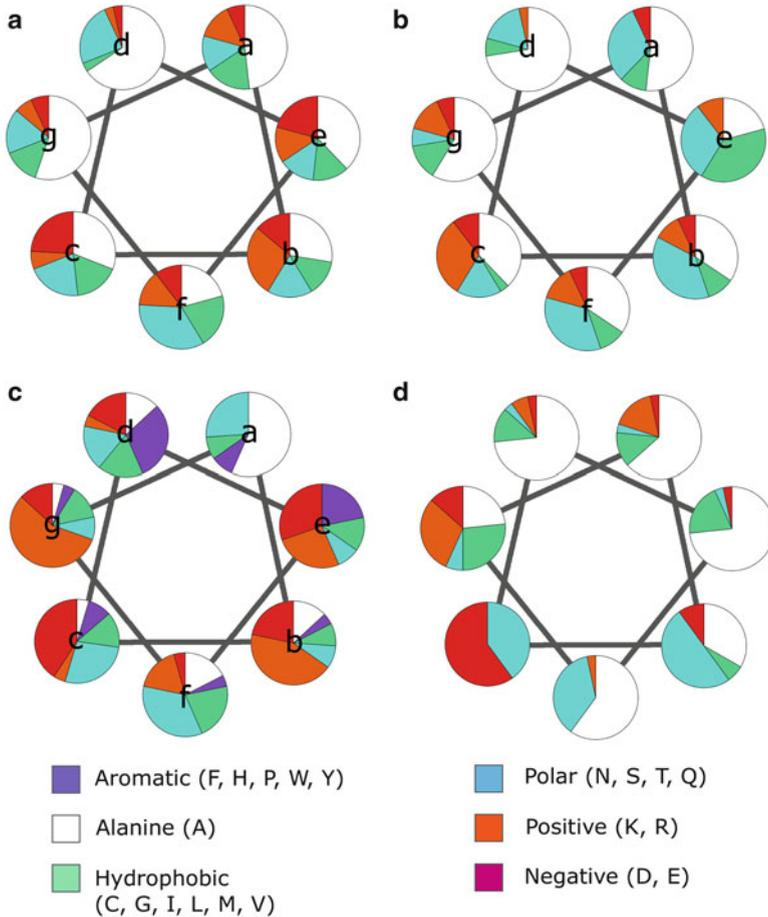 a
b
d
a
d
a
g
e
g
e
c
b
c
b
f
f
c
d
d
a
g
e
c
b
f
Aromatic (F, H, P, W, Y)
Polar (N, S, T, Q)
Alanine (A)
Positive (K, R)
Hydrophobic
(C, G, I, L, M, V)
Negative (D, E)